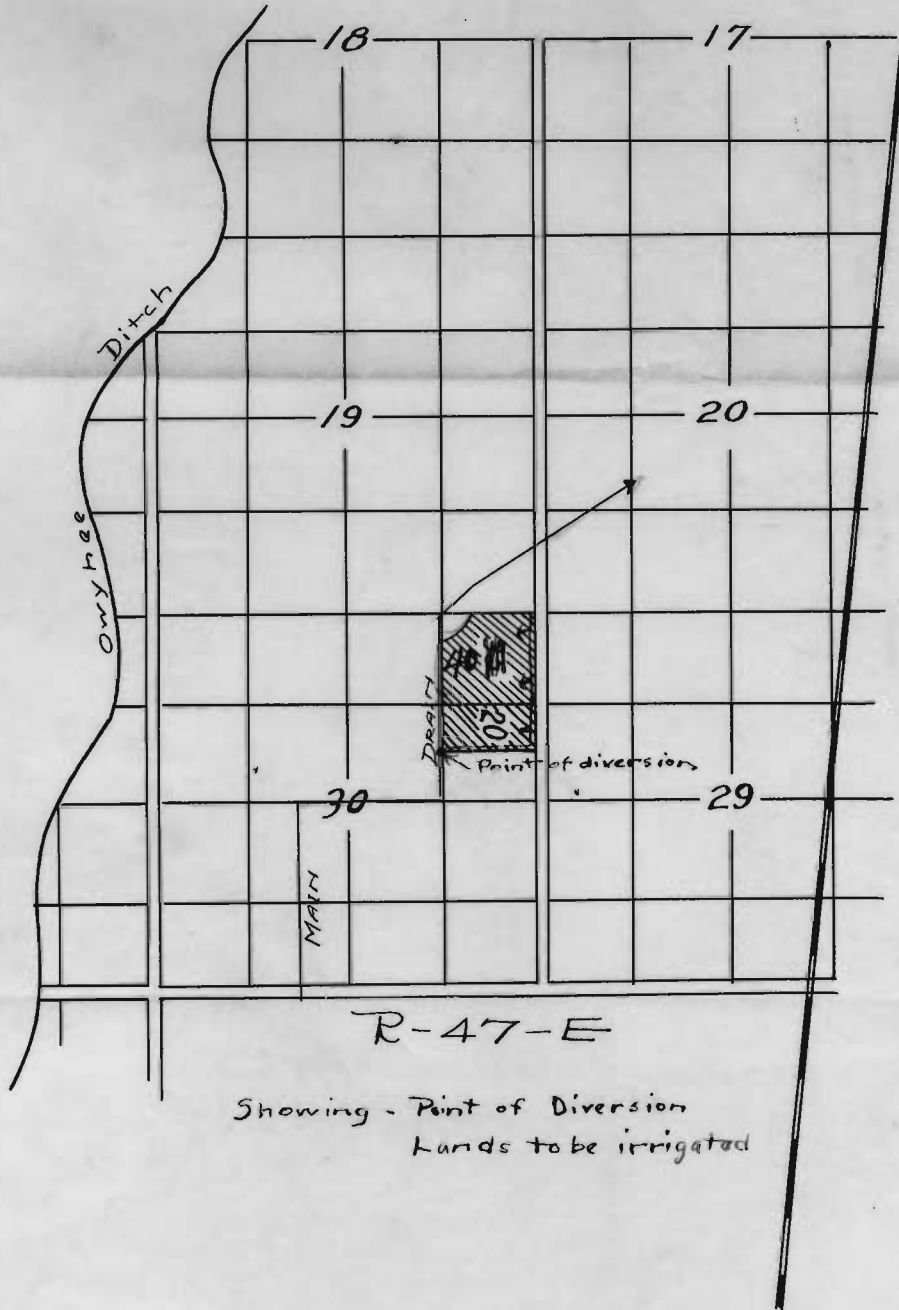 18
17
Ditch
19
20
Owyhee
40
20
DRAIN
Point of diversion
30
29
MAIN
R-47-E
Showing - Point of Diversion
Lands to be irrigated